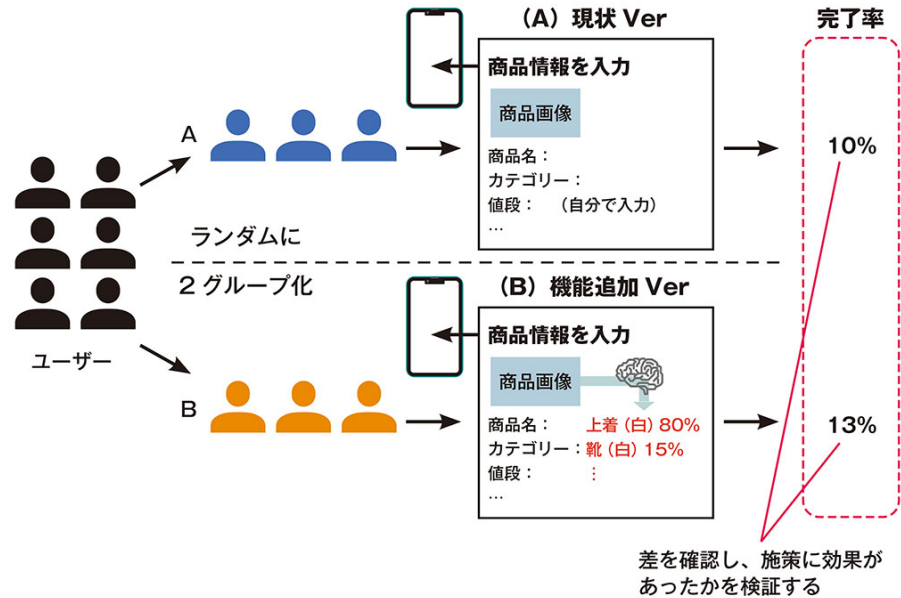 (A) 現状 Ver
完了率
商品情報を入力
商品画像
商品名：
カテゴリー：
値段： (自分で入力)
…
A
10%
ランダムに
2 グループ化
ユーザー
(B) 機能追加 Ver
商品情報を入力
商品画像
商品名： 上着 (白) 80%
カテゴリー：靴 (白) 15%
値段： ⋮
…
B
13%
差を確認し、施策に効果が
あったかを検証する